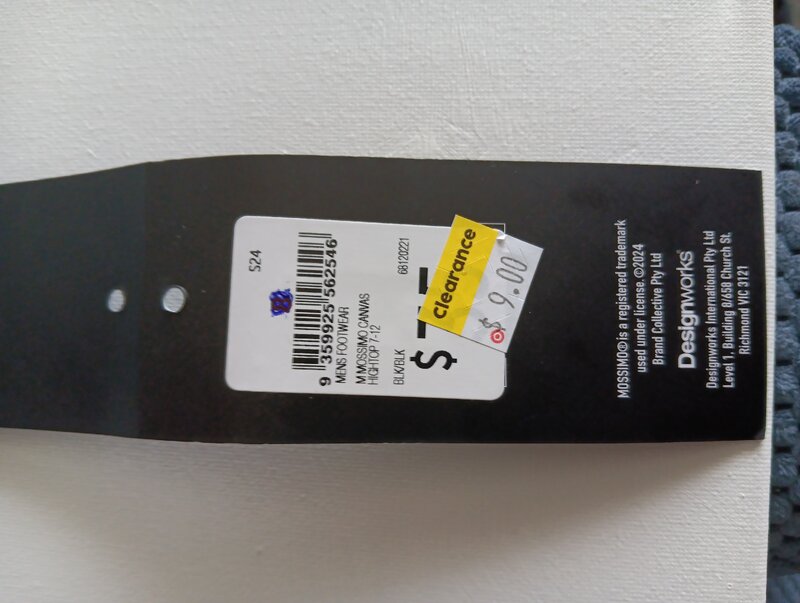 S24
9 359925 562546
MENS FOOTWEAR
M.MOSSIMO CANVAS
HIGHTOP 7-12
BLK/BLK
68120221
$
Clearance
$ 9.00
MOSSIMO® is a registered trademark
used under license.©2024
Brand Collective Pty Ltd
Designworks®
Designworks International Pty Ltd
Level 1, Building 8/658 Church St.
Richmond VIC 3121